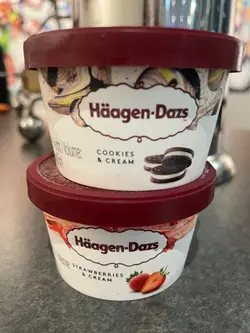 Häagen-Dazs
COOKIES
& CREAM
Häagen-Dazs
STRAWBERRIES
& CREAM